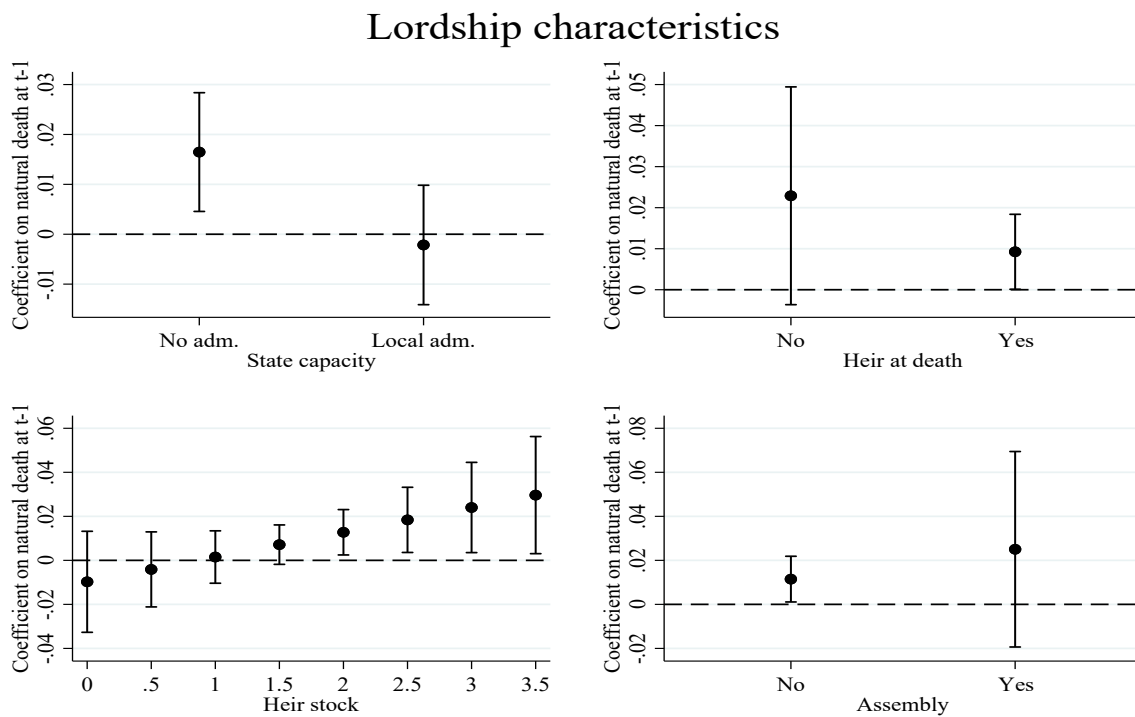 Lordship characteristics
Coefficient on natural death at t-1
.03
.02
.01
0
-.01
No adm.
Local adm.
State capacity
Coefficient on natural death at t-1
.05
.04
.03
.02
.01
0
No
Yes
Heir at death
Coefficient on natural death at t-1
.06
.04
.02
0
-.02
-.04
0 .5 1 1.5 2 2.5 3 3.5
Heir stock
Coefficient on natural death at t-1
.08
.06
.04
.02
0
-.02
No
Yes
Assembly